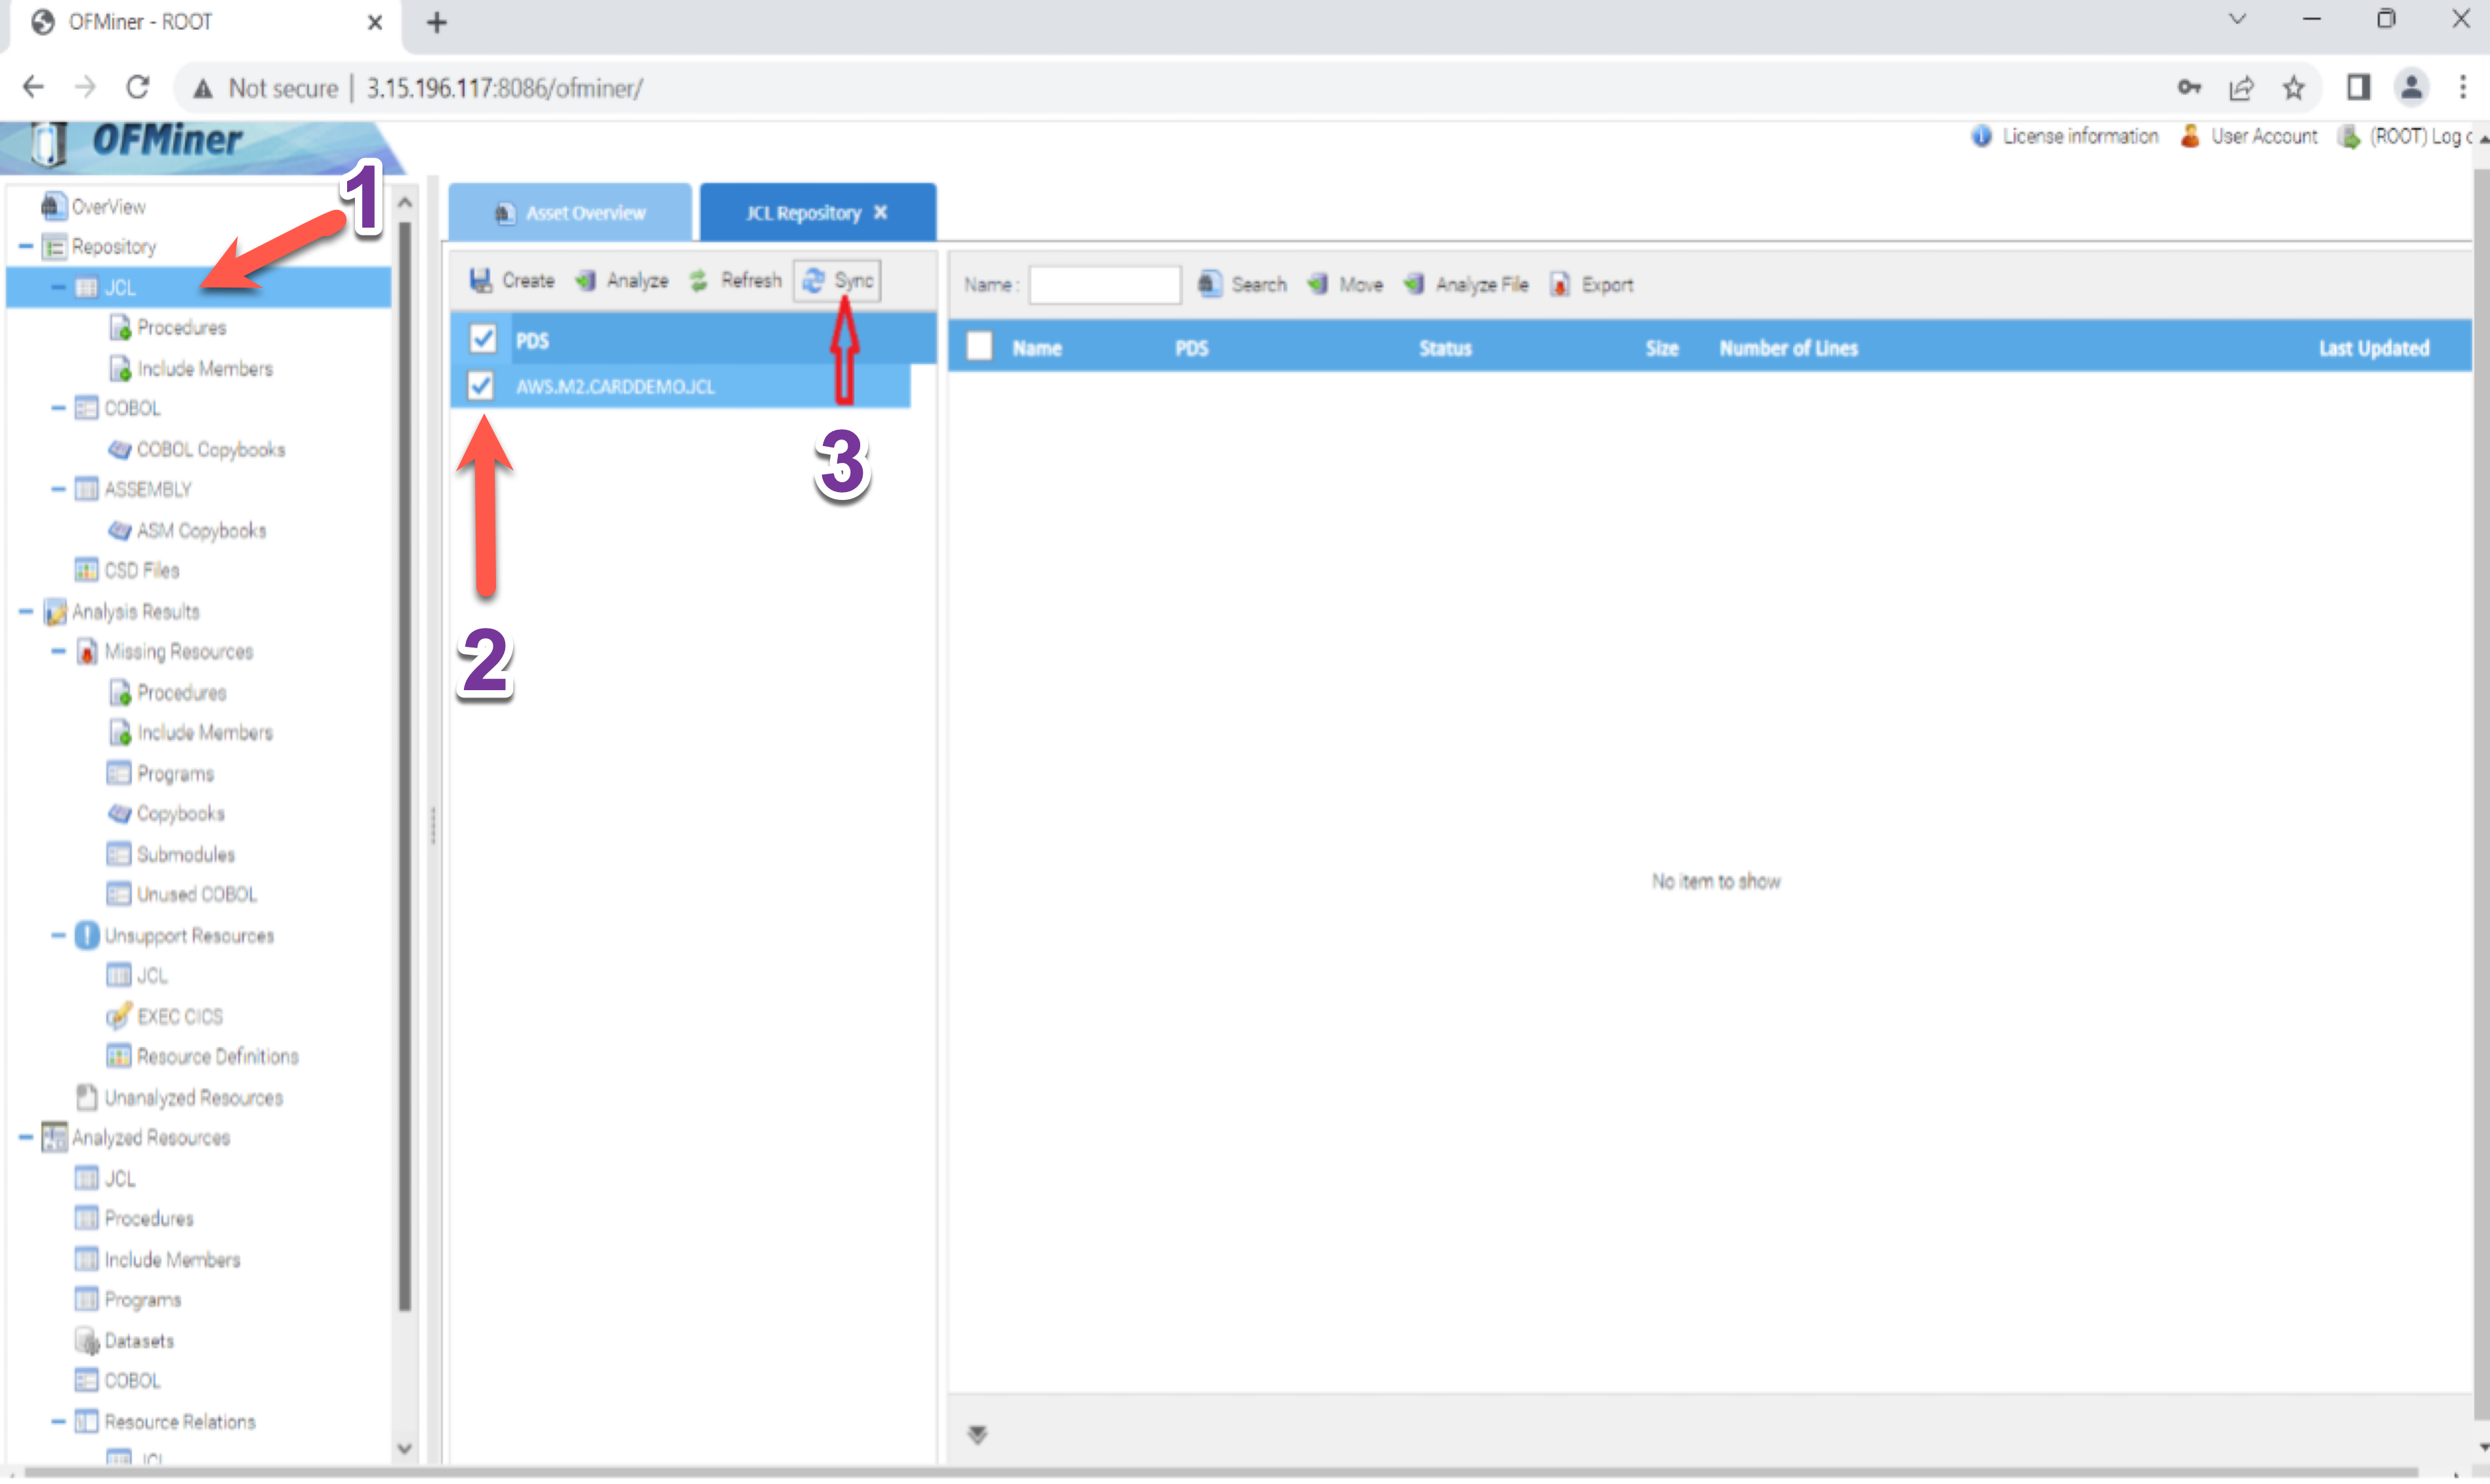 OFMiner - ROOT
Not secure | 3.15.196.117:8086/ofminer/
OFMiner
License information
User Account
(ROOT) Log
1
OverView
Repository
JCL
Procedures
Include Members
COBOL
COBOL Copybooks
ASSEMBLY
ASM Copybooks
CSD Files
Analysis Results
Missing Resources
Procedures
Include Members
Programs
Copybooks
Submodules
Unused COBOL
Unsupport Resources
JCL
EXEC CICS
Resource Definitions
Unanalyzed Resources
Analyzed Resources
JCL
Procedures
Include Members
Programs
Datasets
COBOL
Resource Relations
JCL
Asset Overview
JCL Repository
Create Analyze Refresh Sync
PDS
AWS.M2.CARDDEMO.JCL
3
2
Name : Search Move Analyze File Export
Name PDS Status Size Number of Lines Last Updated
No item to show